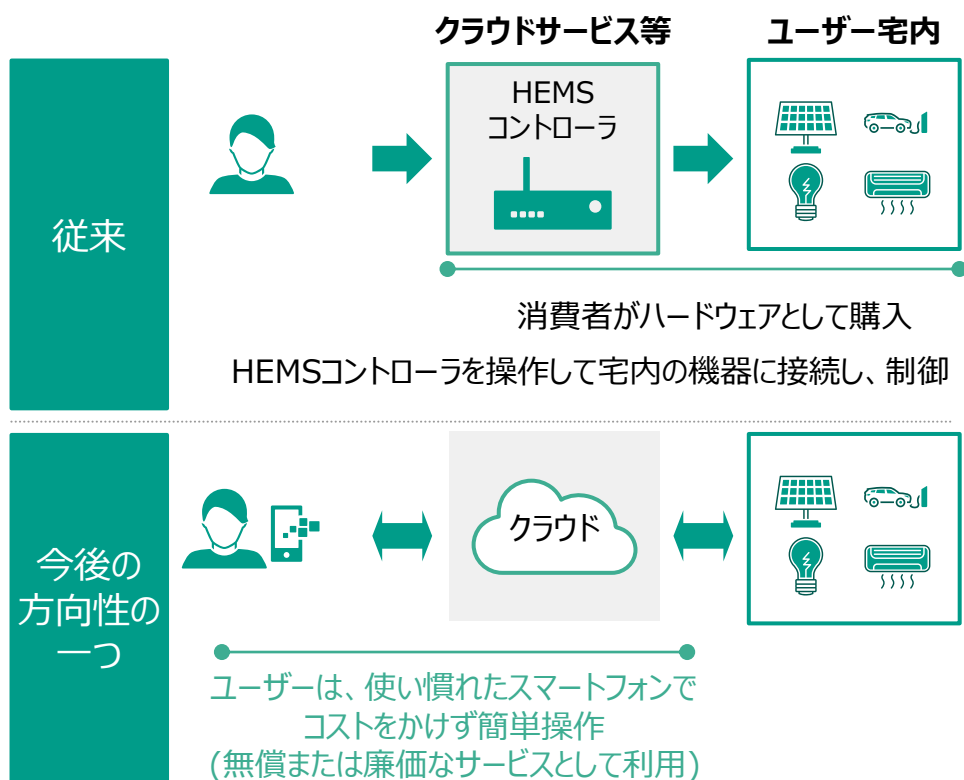 クラウドサービス等
ユーザー宅内
従来
HEMS
コントローラ
消費者がハードウェアとして購入
HEMSコントローラを操作して宅内の機器に接続し、制御
今後の
方向性の
一つ
クラウド
ユーザーは、使い慣れたスマートフォンで
コストをかけず簡単操作
(無償または廉価なサービスとして利用)